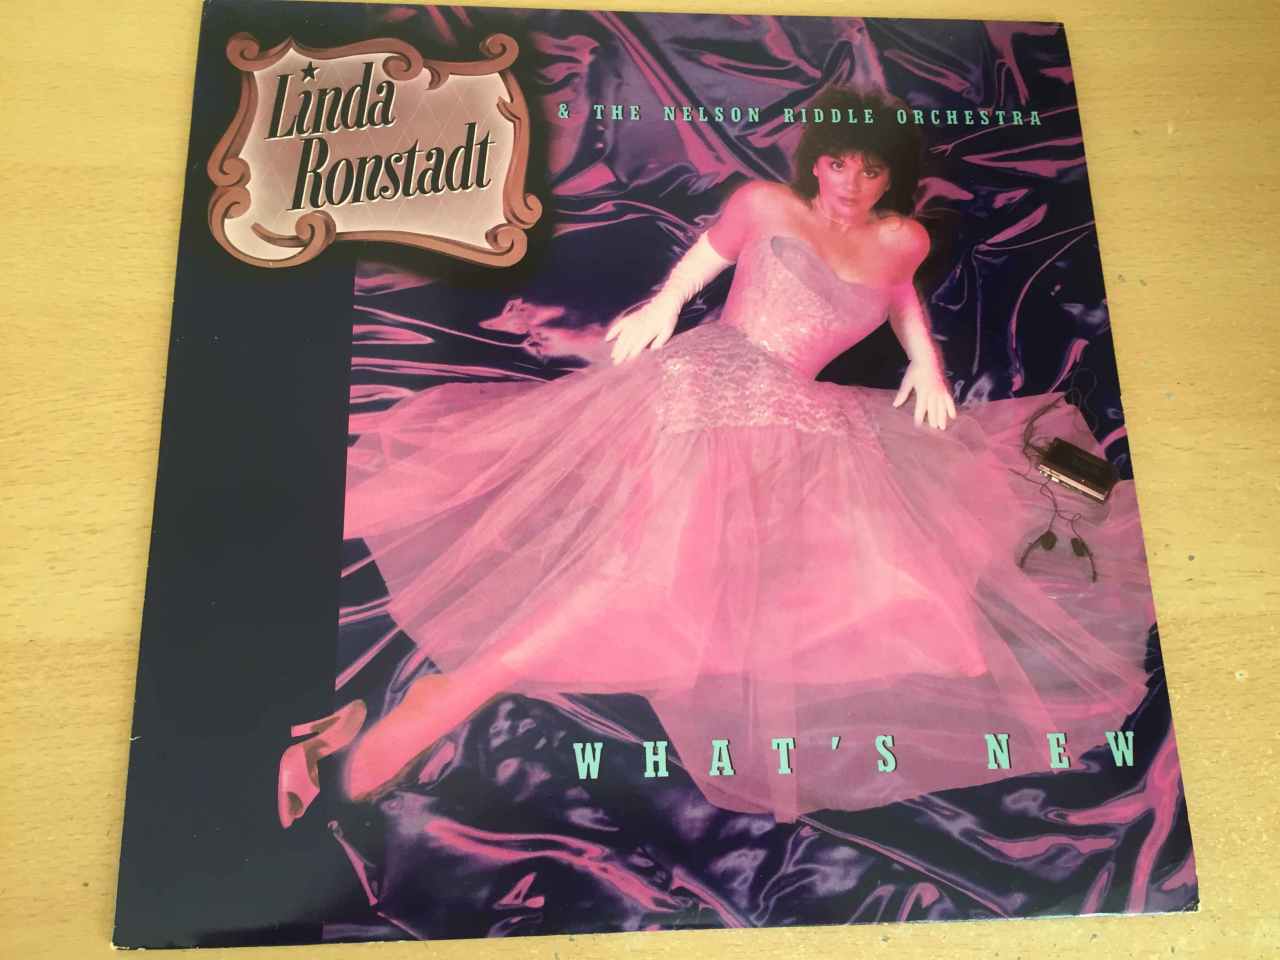 Linda
Ronstadt
& THE NELSON RIDDLE ORCHESTRA
WHAT'S NEW